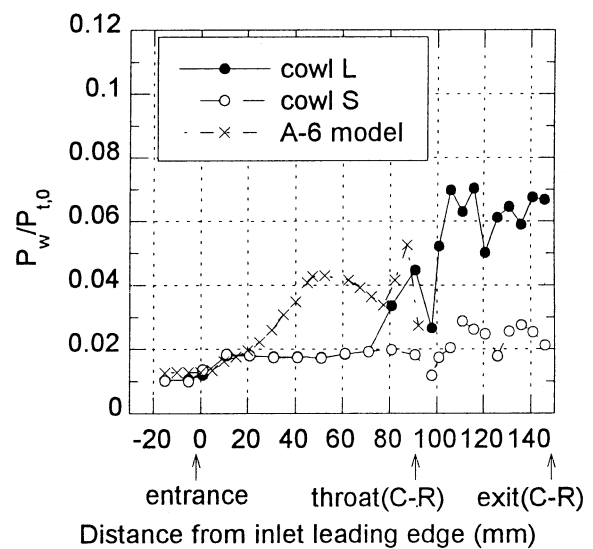 0.12
0.1
0.08
0.06
0.04
0.02
0
P_w/P_t,0
cowl L
cowl S
A-6 model
-20 0 20 40 60 80 100 120 140
entrance throat(C-R) exit(C-R)
Distance from inlet leading edge (mm)